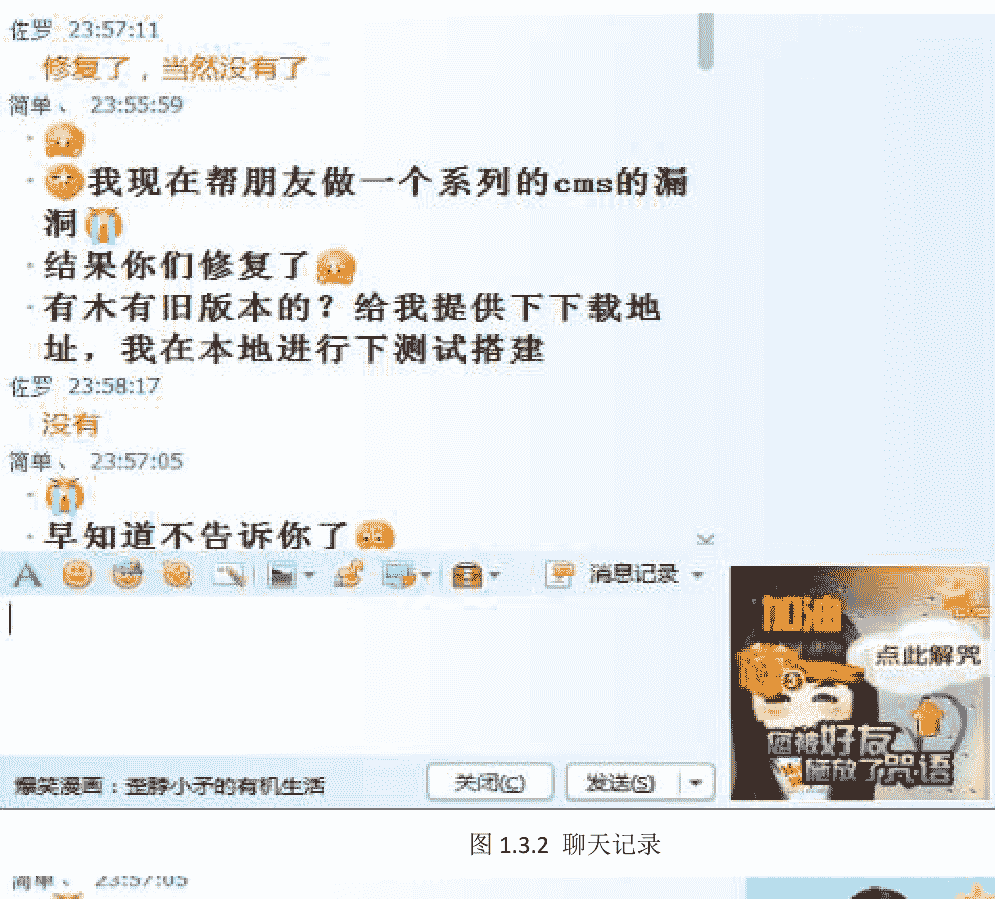 佐罗 23:57:11
修复了，当然没有了
简单、 23:55:59
我现在帮朋友做一个系列的cms的漏
洞
结果你们修复了
有木有旧版本的？给我提供下下载地
址，我在本地进行下测试搭建
佐罗 23:58:17
没有
简单、 23:57:05
早知道不告诉你了
消息记录
加油
点此解咒
被好友
施放了咒语
爆笑漫画：歪脖小矛的有机生活
关闭(C)
发送(S)
图 1.3.2 聊天记录
简单、 23:57:05